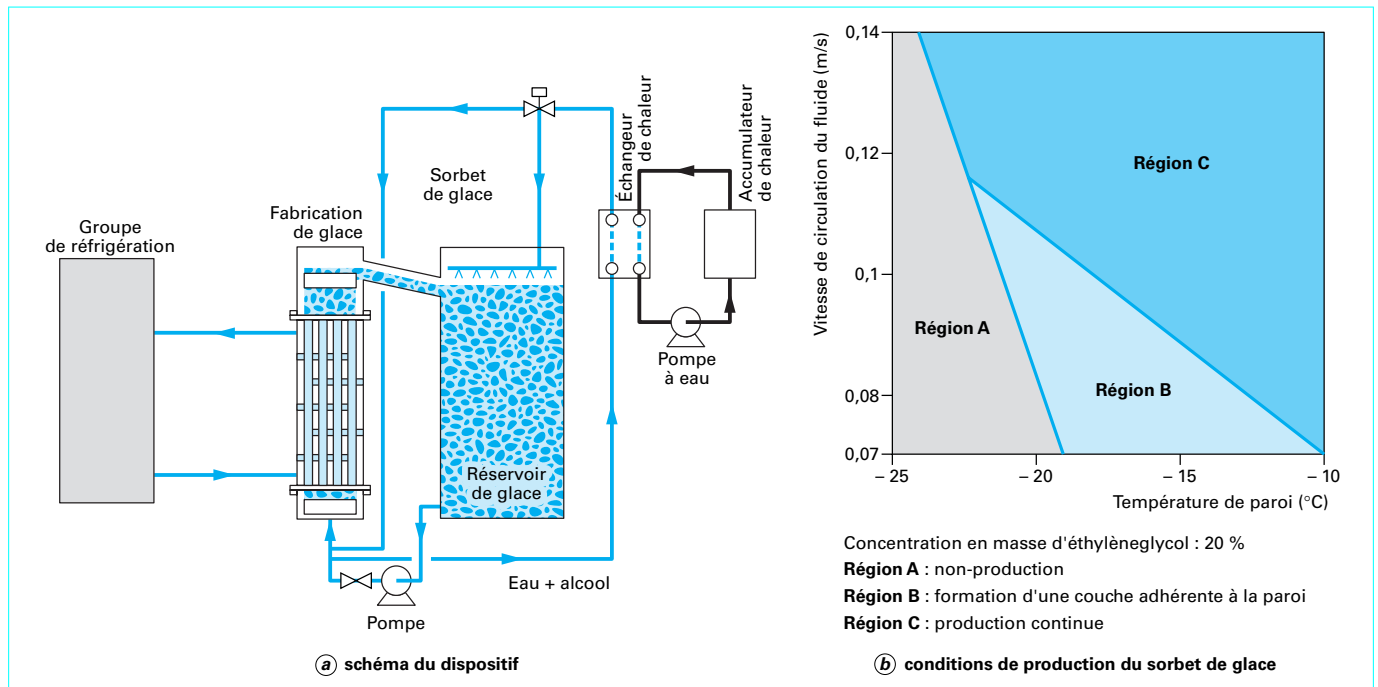 Groupe
de réfrigération
Fabrication
de glace
Sorbet
de glace
Réservoir
de glace
Échangeur
de chaleur
Accumulateur
de chaleur
Pompe
à eau
Eau + alcool
Pompe
a schéma du dispositif
Vitesse de circulation du fluide (m/s)
0,14
0,12
0,1
0,08
0,07
Région A
Région B
Région C
– 25
– 20
– 15
– 10
Température de paroi (°C)
Concentration en masse d'éthylèneglycol : 20 %
Région A : non-production
Région B : formation d'une couche adhérente à la paroi
Région C : production continue
b conditions de production du sorbet de glace